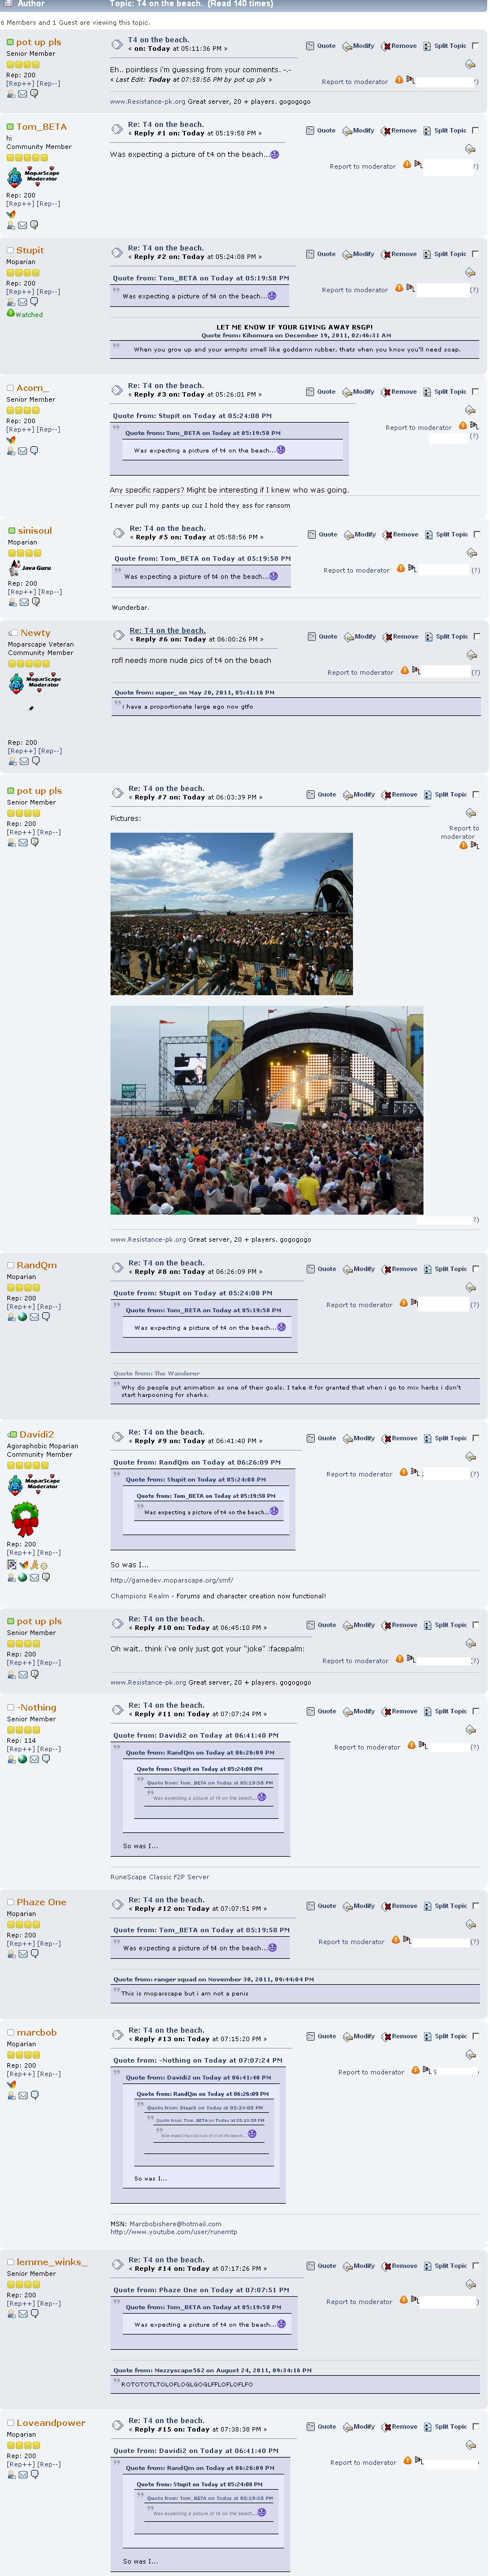 Author Topic: T4 on the beach. (Read 140 times)
6 Members and 1 Guest are viewing this topic.
pot up pls
Senior Member
Rep: 200
[Rep++] [Rep--]
T4 on the beach.
« on: Today at 05:11:36 PM »
Quote Modify Remove Split Topic
Eh.. pointless i'm guessing from your comments. -.-
« Last Edit: Today at 07:58:56 PM by pot up pls »
Report to moderator ?)
www.Resistance-pk.org Great server, 20 + players. gogogogo
Tom_BETA
hi
Community Member
MoparScape Moderator
Rep: 200
[Rep++] [Rep--]
Re: T4 on the beach.
« Reply #1 on: Today at 05:19:58 PM »
Quote Modify Remove Split Topic
Was expecting a picture of t4 on the beach...
Report to moderator ?)
Stupit
Moparian
Rep: 200
[Rep++] [Rep--]
Watched
Re: T4 on the beach.
« Reply #2 on: Today at 05:24:08 PM »
Quote Modify Remove Split Topic
Quote from: Tom_BETA on Today at 05:19:58 PM
Was expecting a picture of t4 on the beach...
Report to moderator (?)
LET ME KNOW IF YOUR GIVING AWAY RSGP!
Quote from: Kihomura on December 19, 2011, 02:46:31 AM
When you grow up and your armpits smell like goddamn rubber, thats when you know you'll need soap.
Acorn_
Senior Member
Rep: 200
[Rep++] [Rep--]
Re: T4 on the beach.
« Reply #3 on: Today at 05:26:01 PM »
Quote Modify Remove Split Topic
Quote from: Stupit on Today at 05:24:08 PM
Quote from: Tom_BETA on Today at 05:19:58 PM
Was expecting a picture of t4 on the beach...
Report to moderator
(?)
Any specific rappers? Might be interesting if I knew who was going.
I never pull my pants up cuz I hold they ass for ransom
sinisoul
Moparian
Java Guru
Rep: 200
[Rep++] [Rep--]
Re: T4 on the beach.
« Reply #5 on: Today at 05:58:56 PM »
Quote Modify Remove Split Topic
Quote from: Tom_BETA on Today at 05:19:58 PM
Was expecting a picture of t4 on the beach...
Report to moderator (?)
Wunderbar.
Newty
Moparscape Veteran
Community Member
MoparScape Moderator
Rep: 200
[Rep++] [Rep--]
Re: T4 on the beach.
« Reply #6 on: Today at 06:00:26 PM »
Quote Modify Remove Split Topic
rofl needs more nude pics of t4 on the beach
Report to moderator (?)
Quote from: super_ on May 20, 2011, 05:41:16 PM
i have a proportionate large ego now gtfo
pot up pls
Senior Member
Rep: 200
[Rep++] [Rep--]
Re: T4 on the beach.
« Reply #7 on: Today at 06:03:39 PM »
Quote Modify Remove Split Topic
Pictures:
Report to
moderator
?)
www.Resistance-pk.org Great server, 20 + players. gogogogo
RandQm
Moparian
Rep: 200
[Rep++] [Rep--]
Re: T4 on the beach.
« Reply #8 on: Today at 06:26:09 PM »
Quote Modify Remove Split Topic
Quote from: Stupit on Today at 05:24:08 PM
Quote from: Tom_BETA on Today at 05:19:58 PM
Was expecting a picture of t4 on the beach...
Report to moderator (?)
Quote from: The Wanderer
Why do people put animation as one of their goals. I take it for granted that when i go to mix herbs i don't
start harpooning for sharks.
Davidi2
Agoraphobic Moparian
Community Member
MoparScape Moderator
Rep: 200
[Rep++] [Rep--]
Re: T4 on the beach.
« Reply #9 on: Today at 06:41:40 PM »
Quote Modify Remove Split Topic
Quote from: RandQm on Today at 06:26:09 PM
Quote from: Stupit on Today at 05:24:08 PM
Quote from: Tom_BETA on Today at 05:19:58 PM
Was expecting a picture of t4 on the beach...
Report to moderator (?)
So was I...
http://gamedev.moparscape.org/smf/
Champions Realm - Forums and character creation now functional!
pot up pls
Senior Member
Rep: 200
[Rep++] [Rep--]
Re: T4 on the beach.
« Reply #10 on: Today at 06:45:10 PM »
Quote Modify Remove Split Topic
Oh wait.. think i've only just got your "joke" :facepalm:
Report to moderator ?)
www.Resistance-pk.org Great server, 20 + players. gogogogo
-Nothing
Senior Member
Rep: 114
[Rep++] [Rep--]
Re: T4 on the beach.
« Reply #11 on: Today at 07:07:24 PM »
Quote Modify Remove Split Topic
Quote from: Davidi2 on Today at 06:41:40 PM
Quote from: RandQm on Today at 06:26:09 PM
Quote from: Stupit on Today at 05:24:08 PM
Quote from: Tom_BETA on Today at 05:19:58 PM
Was expecting a picture of t4 on the beach...
So was I...
Report to moderator (?)
RuneScape Classic F2P Server
Phaze One
Moparian
Rep: 200
[Rep++] [Rep--]
Re: T4 on the beach.
« Reply #12 on: Today at 07:07:51 PM »
Quote Modify Remove Split Topic
Quote from: Tom_BETA on Today at 05:19:58 PM
Was expecting a picture of t4 on the beach...
Report to moderator (?)
Quote from: ranger squad on November 30, 2011, 09:44:04 PM
This is moparscape but i am not a penis
marcbob
Moparian
Rep: 200
[Rep++] [Rep--]
Re: T4 on the beach.
« Reply #13 on: Today at 07:15:20 PM »
Quote Modify Remove Split Topic
Quote from: -Nothing on Today at 07:07:24 PM
Quote from: Davidi2 on Today at 06:41:40 PM
Quote from: RandQm on Today at 06:26:09 PM
Quote from: Stupit on Today at 05:24:08 PM
Quote from: Tom_BETA on Today at 05:19:58 PM
Was expecting a picture of t4 on the beach...
So was I...
Report to moderator
MSN: Marcbobishere@hotmail.com
http://www.youtube.com/user/runemtp
lemme_winks_
Senior Member
Rep: 200
[Rep++] [Rep--]
Re: T4 on the beach.
« Reply #14 on: Today at 07:17:26 PM »
Quote Modify Remove Split Topic
Quote from: Phaze One on Today at 07:07:51 PM
Quote from: Tom_BETA on Today at 05:19:58 PM
Was expecting a picture of t4 on the beach...
Report to moderator )
Quote from: Mezzyscape562 on August 24, 2011, 09:34:16 PM
ROTOTOTLTOLOFLOGLGOGLFFLOFLOFLFO
Loveandpower
Moparian
Rep: 200
[Rep++] [Rep--]
Re: T4 on the beach.
« Reply #15 on: Today at 07:38:38 PM »
Quote Modify Remove Split Topic
Quote from: Davidi2 on Today at 06:41:40 PM
Quote from: RandQm on Today at 06:26:09 PM
Quote from: Stupit on Today at 05:24:08 PM
Quote from: Tom_BETA on Today at 05:19:58 PM
Was expecting a picture of t4 on the beach...
So was I...
Report to moderator